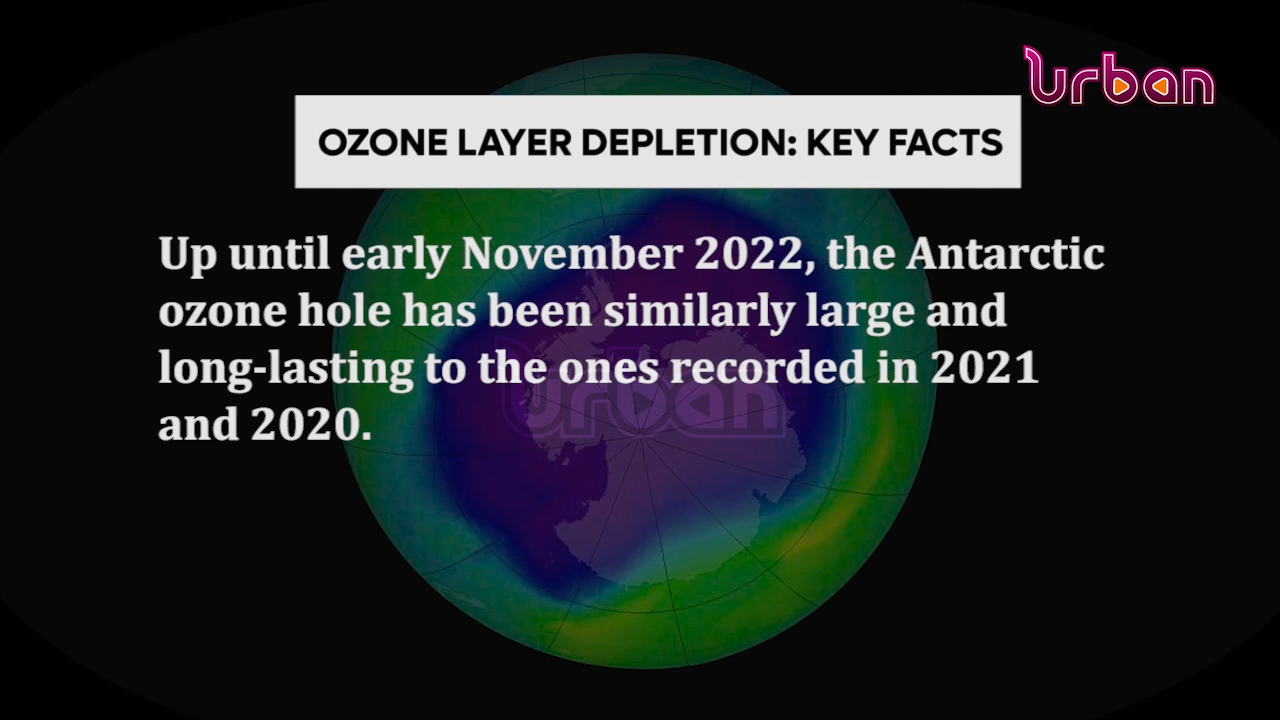 Urban
OZONE LAYER DEPLETION: KEY FACTS
Up until early November 2022, the Antarctic
ozone hole has been similarly large and
long-lasting to the ones recorded in 2021
and 2020.
Urban